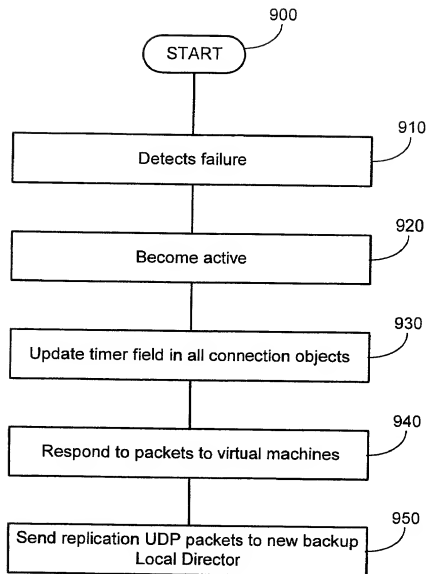 900
START
910
Detects failure
920
Become active
930
Update timer field in all connection objects
940
Respond to packets to virtual machines
950
Send replication UDP packets to new backup
Local Director